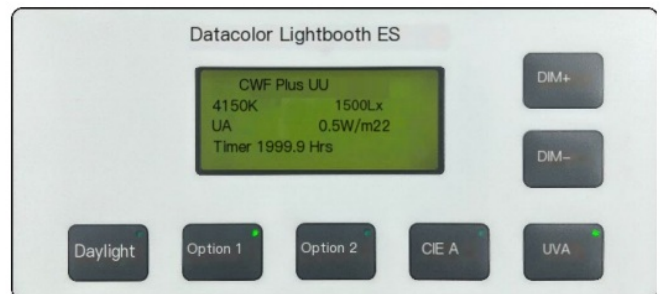 Datacolor Lightbooth ES
CWF Plus UU
4150K 1500Lx
UA 0.5W/m22
Timer 1999.9 Hrs
DIM+
DIM−
Daylight
Option 1
Option 2
CIE A
UVA